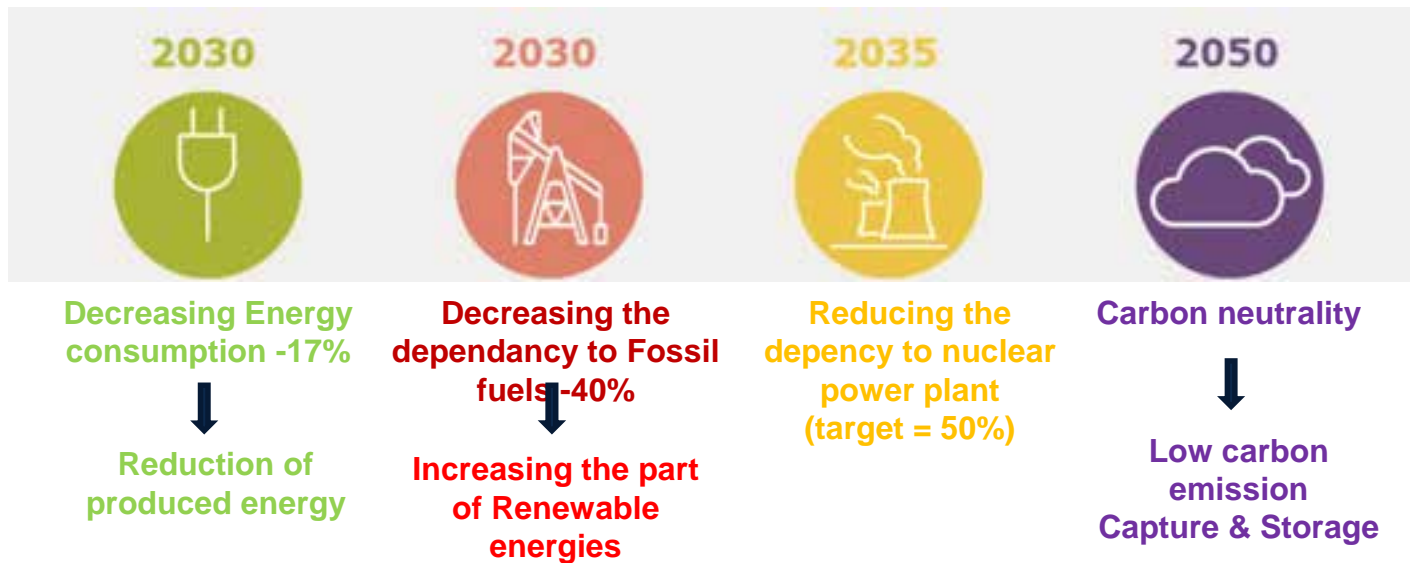 2030
Decreasing Energy
consumption -17%
Reduction of
produced energy
2030
Decreasing the
dependancy to Fossil
fuels -40%
Increasing the part
of Renewable
energies
2035
Reducing the
depency to nuclear
power plant
(target = 50%)
2050
Carbon neutrality
Low carbon
emission
Capture & Storage